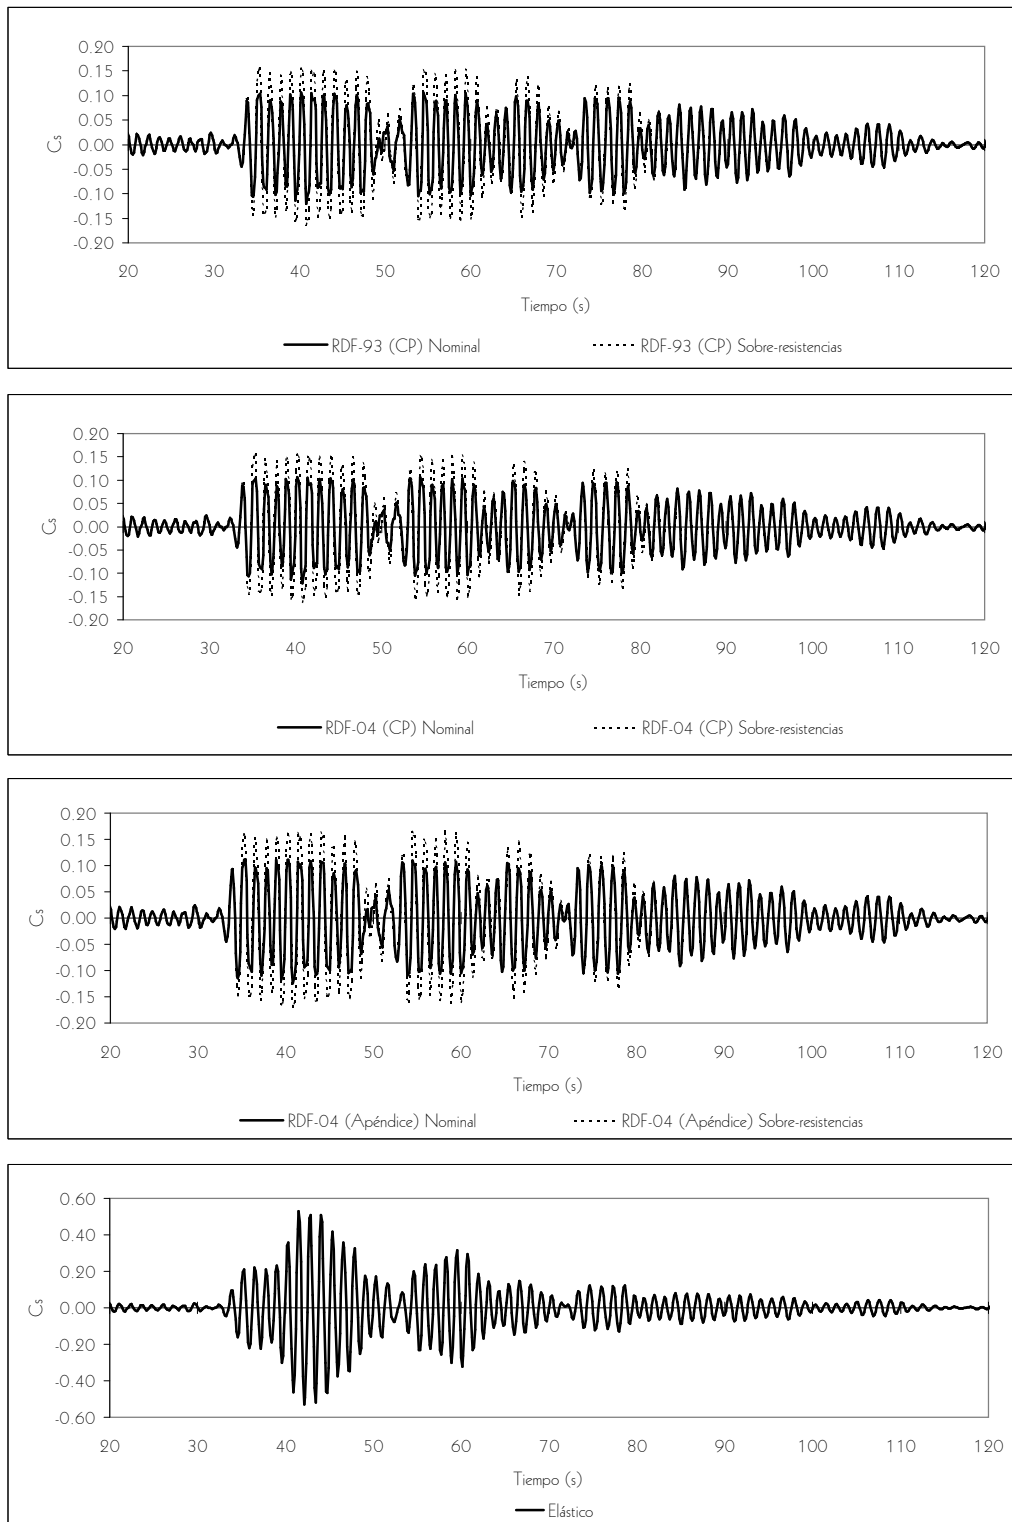 0.20
0.15
0.10
0.05
0.00
-0.05
-0.10
-0.15
-0.20
Cs
20 30 40 50 60 70 80 90 100 110 120
Tiempo (s)
RDF-93 (CP) Nominal RDF-93 (CP) Sobre-resistencias
0.20
0.15
0.10
0.05
0.00
-0.05
-0.10
-0.15
-0.20
Cs
20 30 40 50 60 70 80 90 100 110 120
Tiempo (s)
RDF-04 (CP) Nominal RDF-04 (CP) Sobre-resistencias
0.20
0.15
0.10
0.05
0.00
-0.05
-0.10
-0.15
-0.20
Cs
20 30 40 50 60 70 80 90 100 110 120
Tiempo (s)
RDF-04 (Apéndice) Nominal RDF-04 (Apéndice) Sobre-resistencias
0.60
0.40
0.20
0.00
-0.20
-0.40
-0.60
Cs
20 30 40 50 60 70 80 90 100 110 120
Tiempo (s)
Elástico